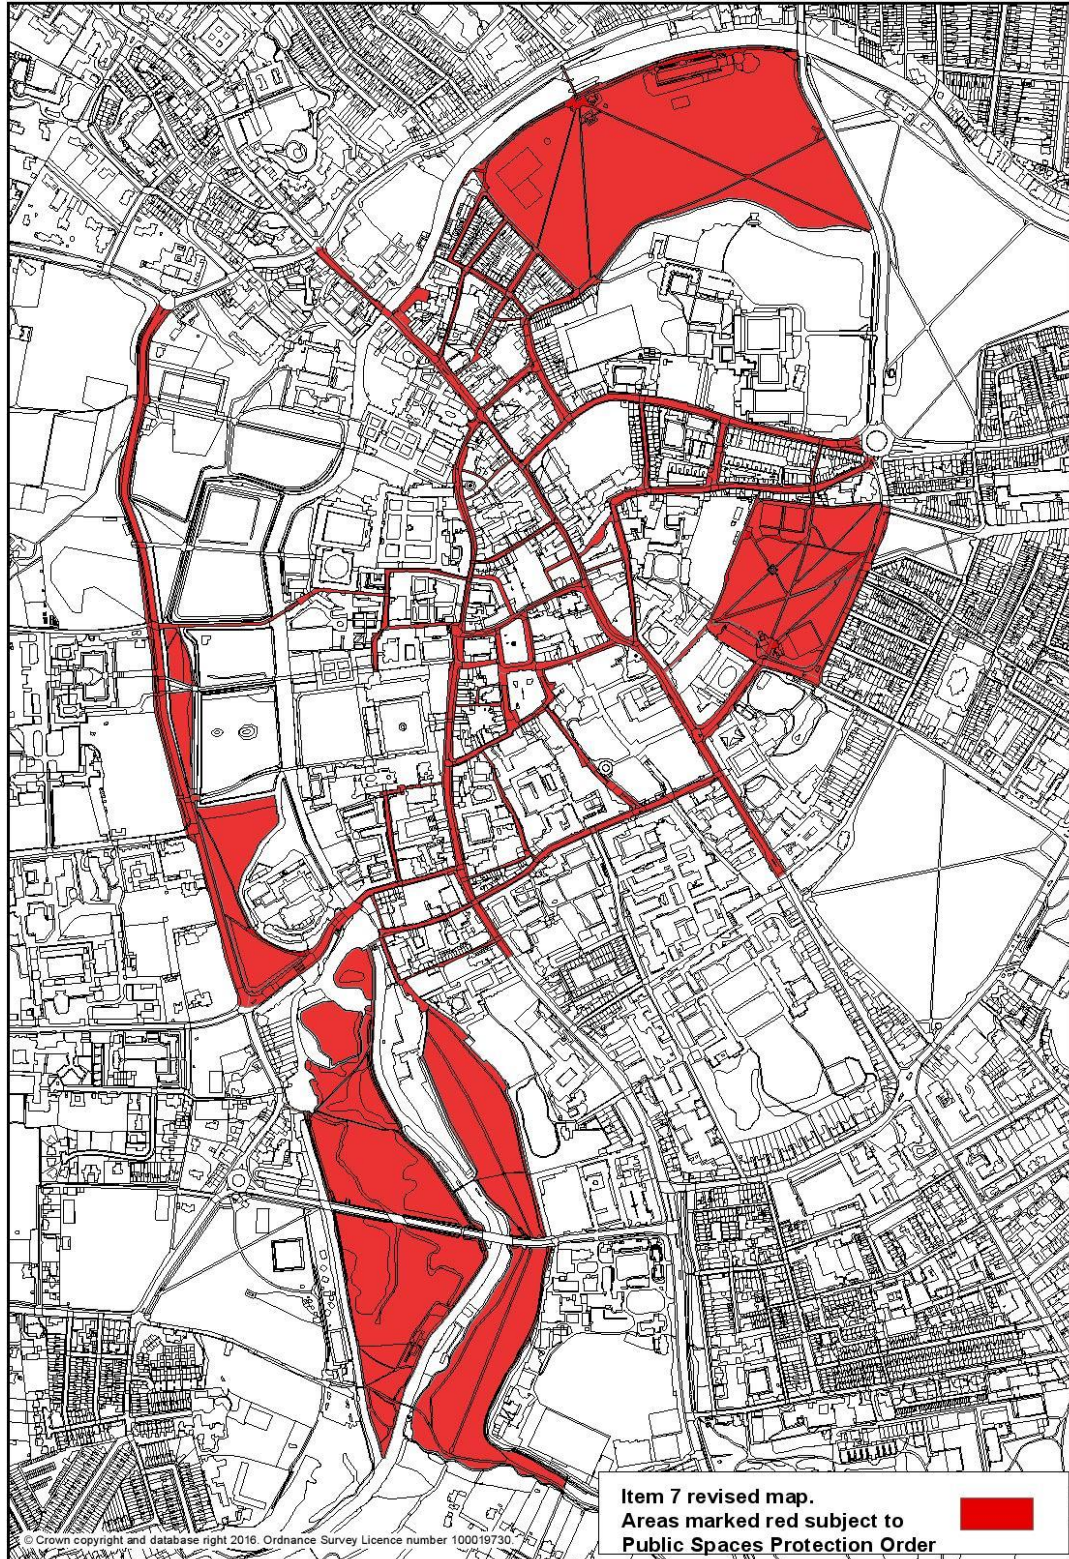 © Crown copyright and database right 2016. Ordnance Survey Licence number 100019730.
Item 7 revised map.
Areas marked red subject to
Public Spaces Protection Order